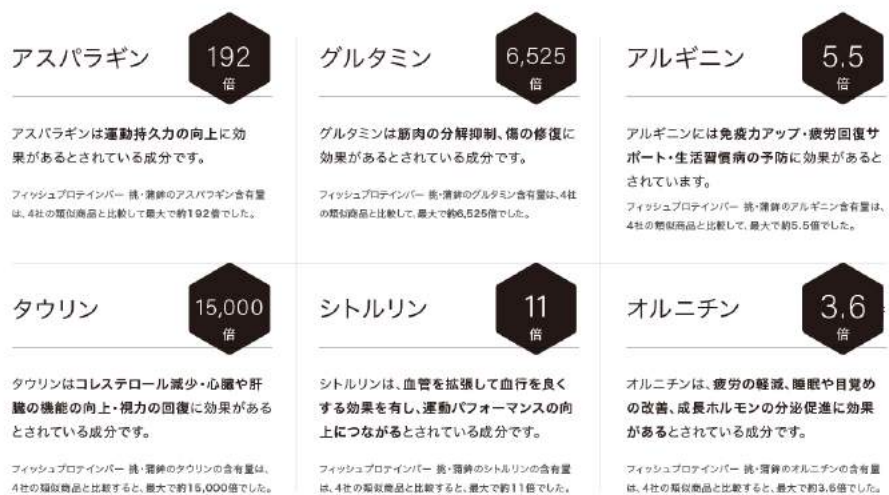 アスパラギン
192
倍
アスパラギンは運動持久力の向上に効
果があるとされている成分です。
フィッシュプロテインバー 挑・蒲鉾のアスパラギン含有量
は、4社の類似商品と比較して最大で約192倍でした。
グルタミン
6,525
倍
グルタミンは筋肉の分解抑制、傷の修復に
効果があるとされている成分です。
フィッシュプロテインバー 挑・蒲鉾のグルタミン含有量は、4社
の類似商品と比較して、最大で約6,525倍でした。
アルギニン
5.5
倍
アルギニンには免疫力アップ・疲労回復サ
ポート・生活習慣病の予防に効果があると
されています。
フィッシュプロテインバー 挑・蒲鉾のアルギニン含有量は、
4社の類似商品と比較して、最大で約5.5倍でした。
タウリン
15,000
倍
タウリンはコレステロール減少・心臓や肝
臓の機能の向上・視力の回復に効果がある
とされている成分です。
フィッシュプロテインバー 挑・蒲鉾のタウリンの含有量は、
4社の類似商品と比較すると、最大で約15,000倍でした。
シトルリン
11
倍
シトルリンは、血管を拡張して血行を良く
する効果を有し、運動パフォーマンスの向
上につながるとされている成分です。
フィッシュプロテインバー 挑・蒲鉾のシトルリンの含有量
は、4社の類似商品と比較すると、最大で約11倍でした。
オルニチン
3.6
倍
オルニチンは、疲労の軽減、睡眠や目覚め
の改善、成長ホルモンの分泌促進に効果
があるとされている成分です。
フィッシュプロテインバー 挑・蒲鉾のオルニチンの含有量
は、4社の類似商品と比較すると、最大で約3.6倍でした。